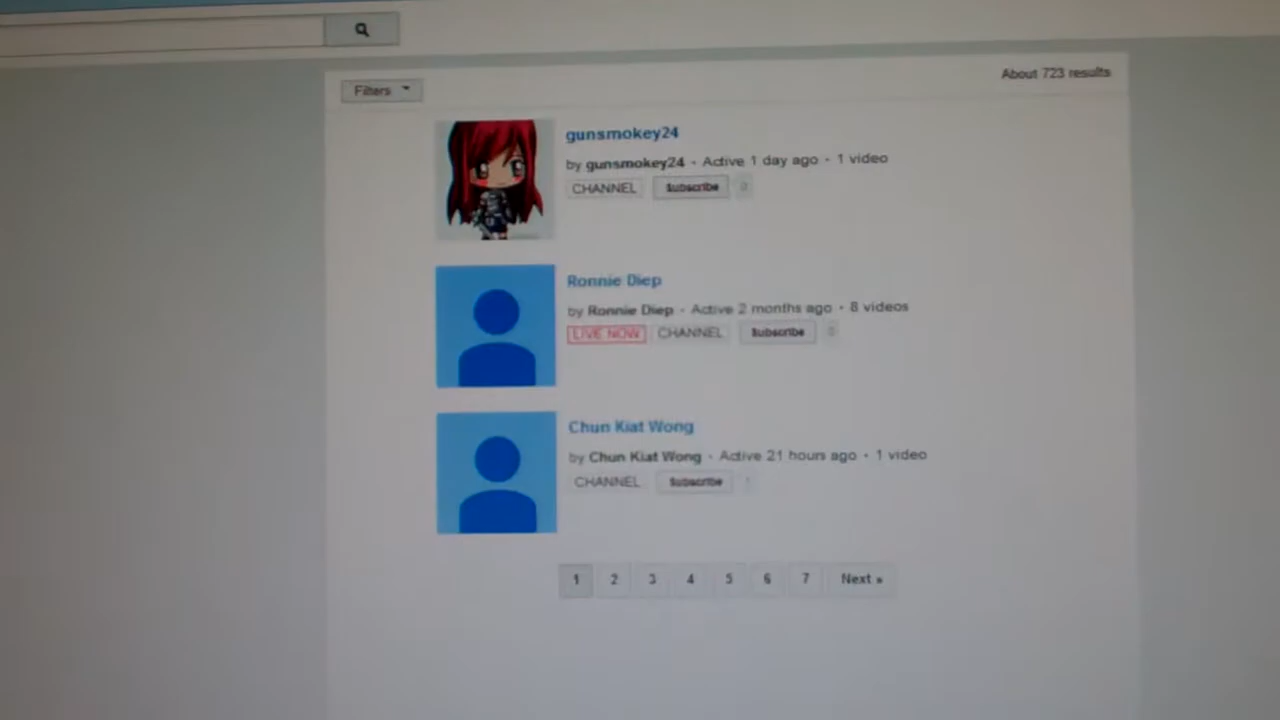 About 723 results
Filters
gunsmokey24
by gunsmokey24 · Active 1 day ago · 1 video
CHANNEL Subscribe
Ronnie Diep
by Ronnie Diep · Active 2 months ago · 8 videos
LIVE NOW CHANNEL Subscribe 0
Chun Kiat Wong
by Chun Kiat Wong · Active 21 hours ago · 1 video
CHANNEL Subscribe
1 2 3 4 5 6 7 Next »